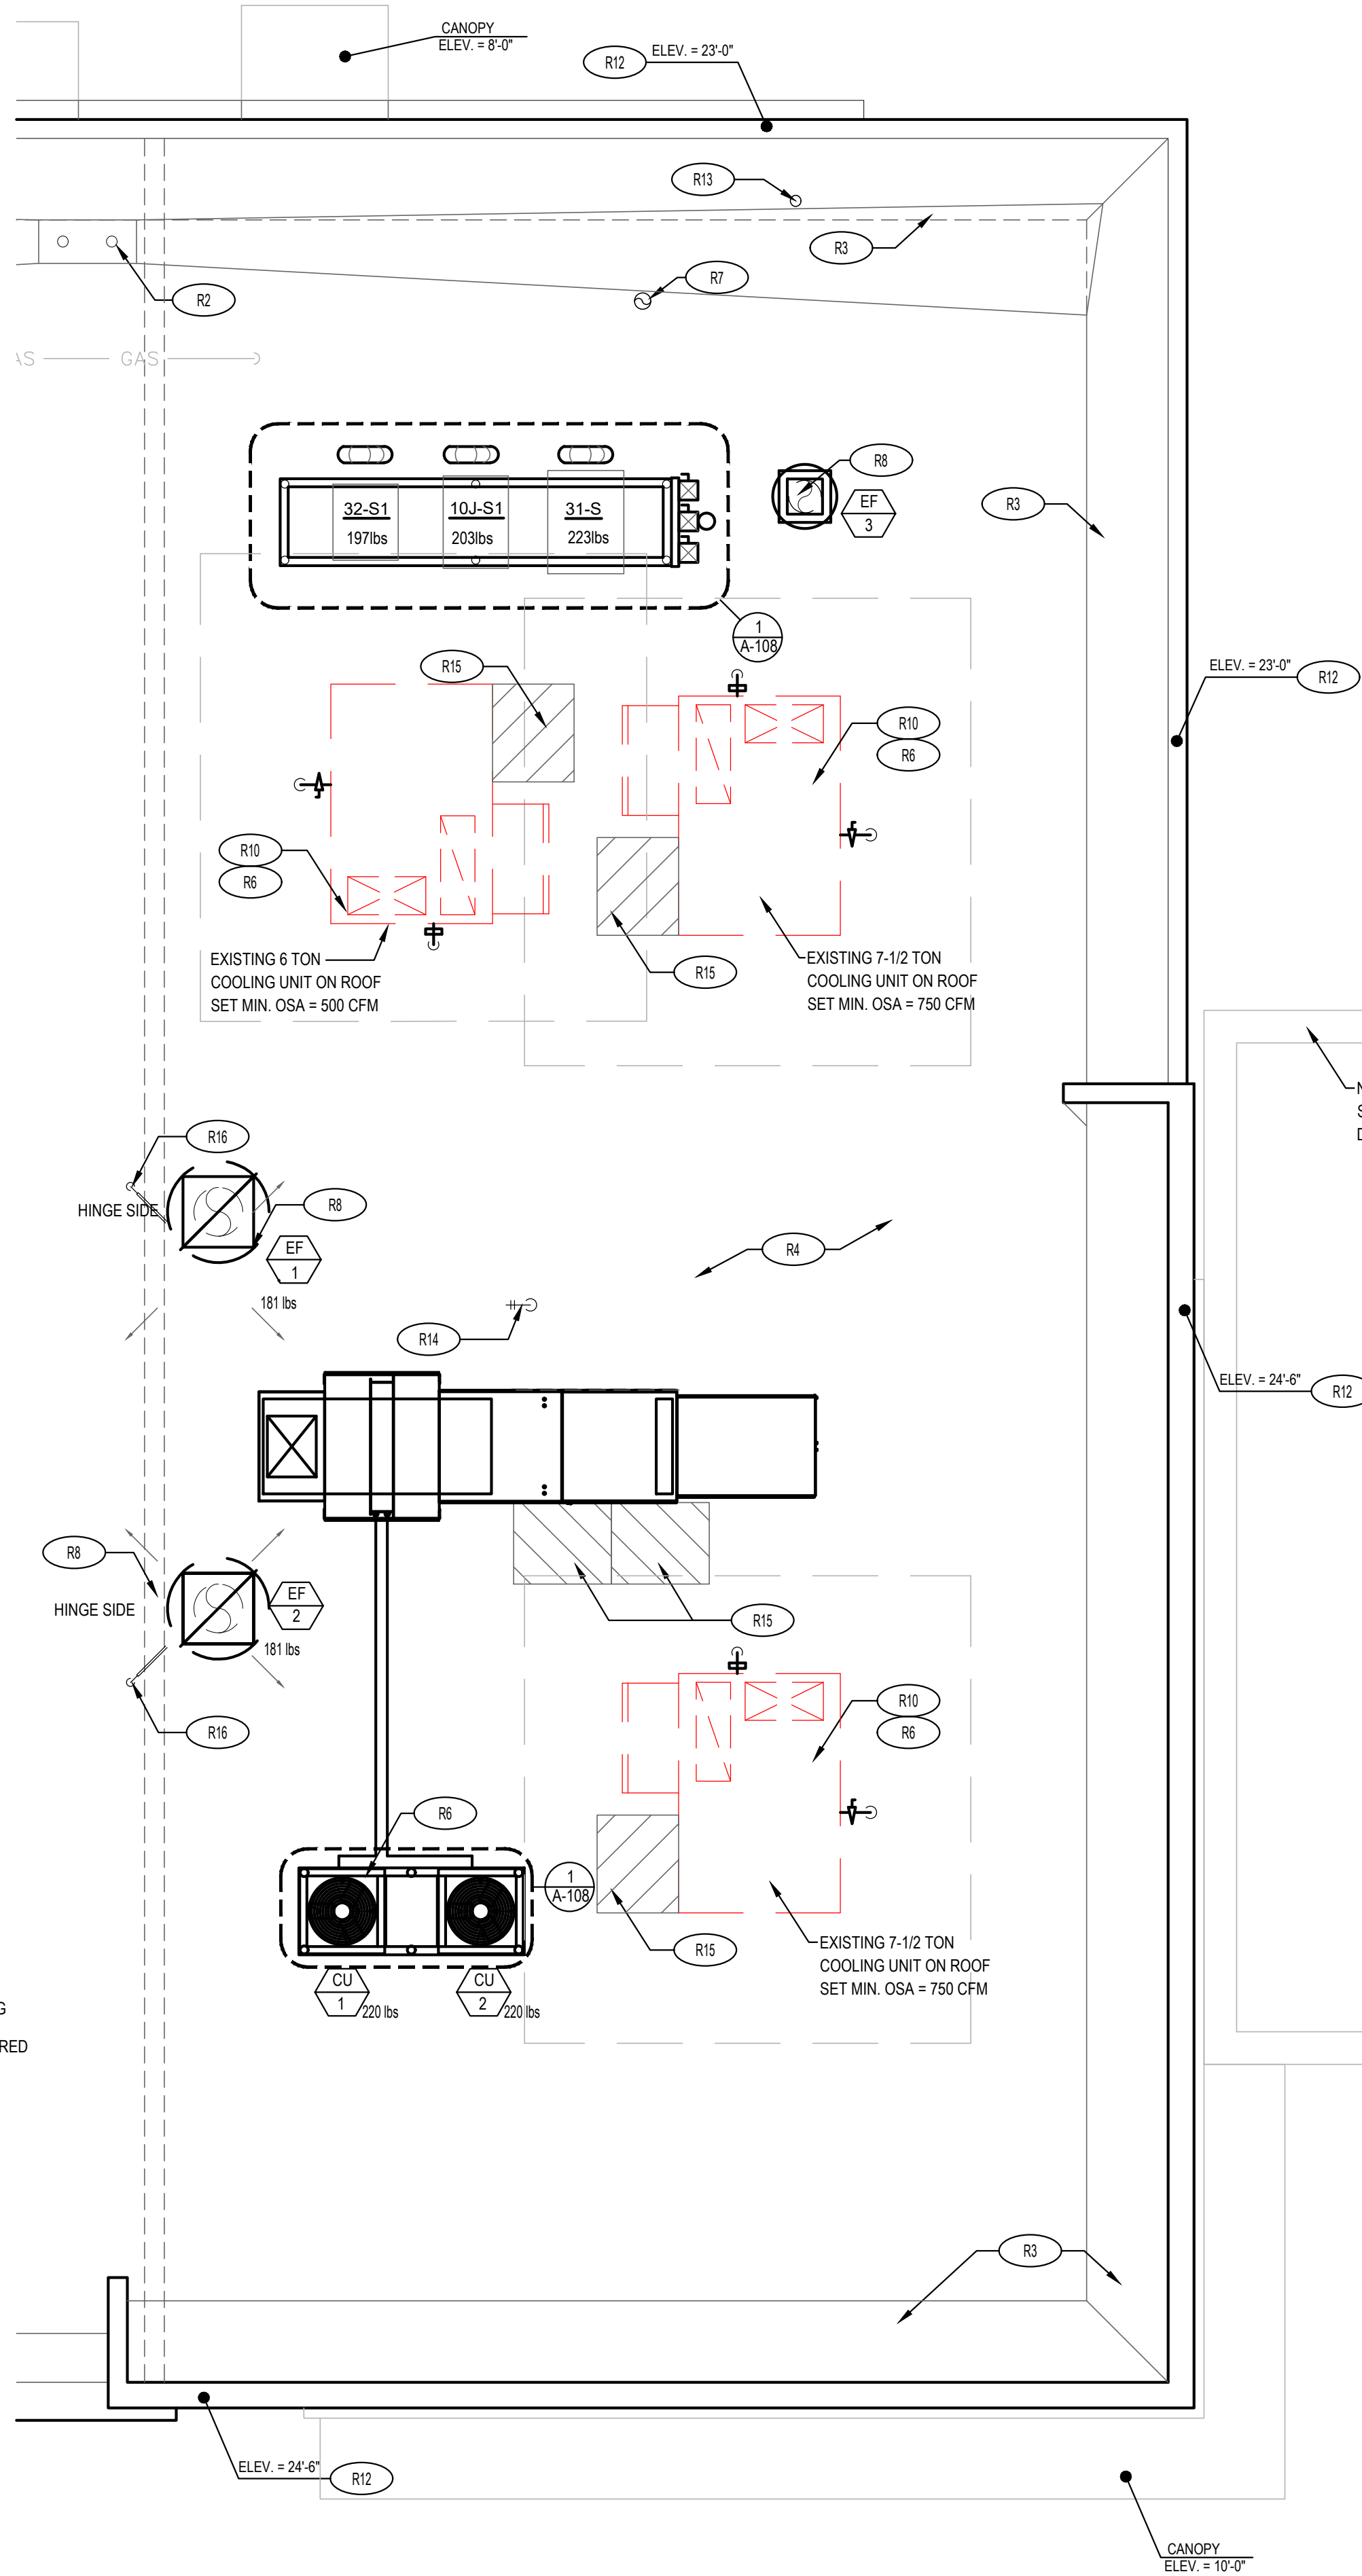 CANOPY
ELEV. = 8'-0"
R12
ELEV. = 23'-0"
R13
R3
R7
R2
AS
GAS
R8
EF
3
R3
32-S1
197lbs
10J-S1
203lbs
31-S
223lbs
1
A-108
R15
ELEV. = 23'-0"
R12
R10
R6
R10
R6
EXISTING 6 TON
COOLING UNIT ON ROOF
SET MIN. OSA = 500 CFM
R15
EXISTING 7-1/2 TON
COOLING UNIT ON ROOF
SET MIN. OSA = 750 CFM
N
S
D
R16
HINGE SIDE
R8
EF
1
181 lbs
R4
R14
ELEV. = 24'-6"
R12
R8
HINGE SIDE
EF
2
181 lbs
R15
R16
R10
R6
R6
1
A-108
CU
1
220 lbs
CU
2
220 lbs
R15
EXISTING 7-1/2 TON
COOLING UNIT ON ROOF
SET MIN. OSA = 750 CFM
G
RED
R3
ELEV. = 24'-6"
R12
CANOPY
ELEV. = 10'-0"